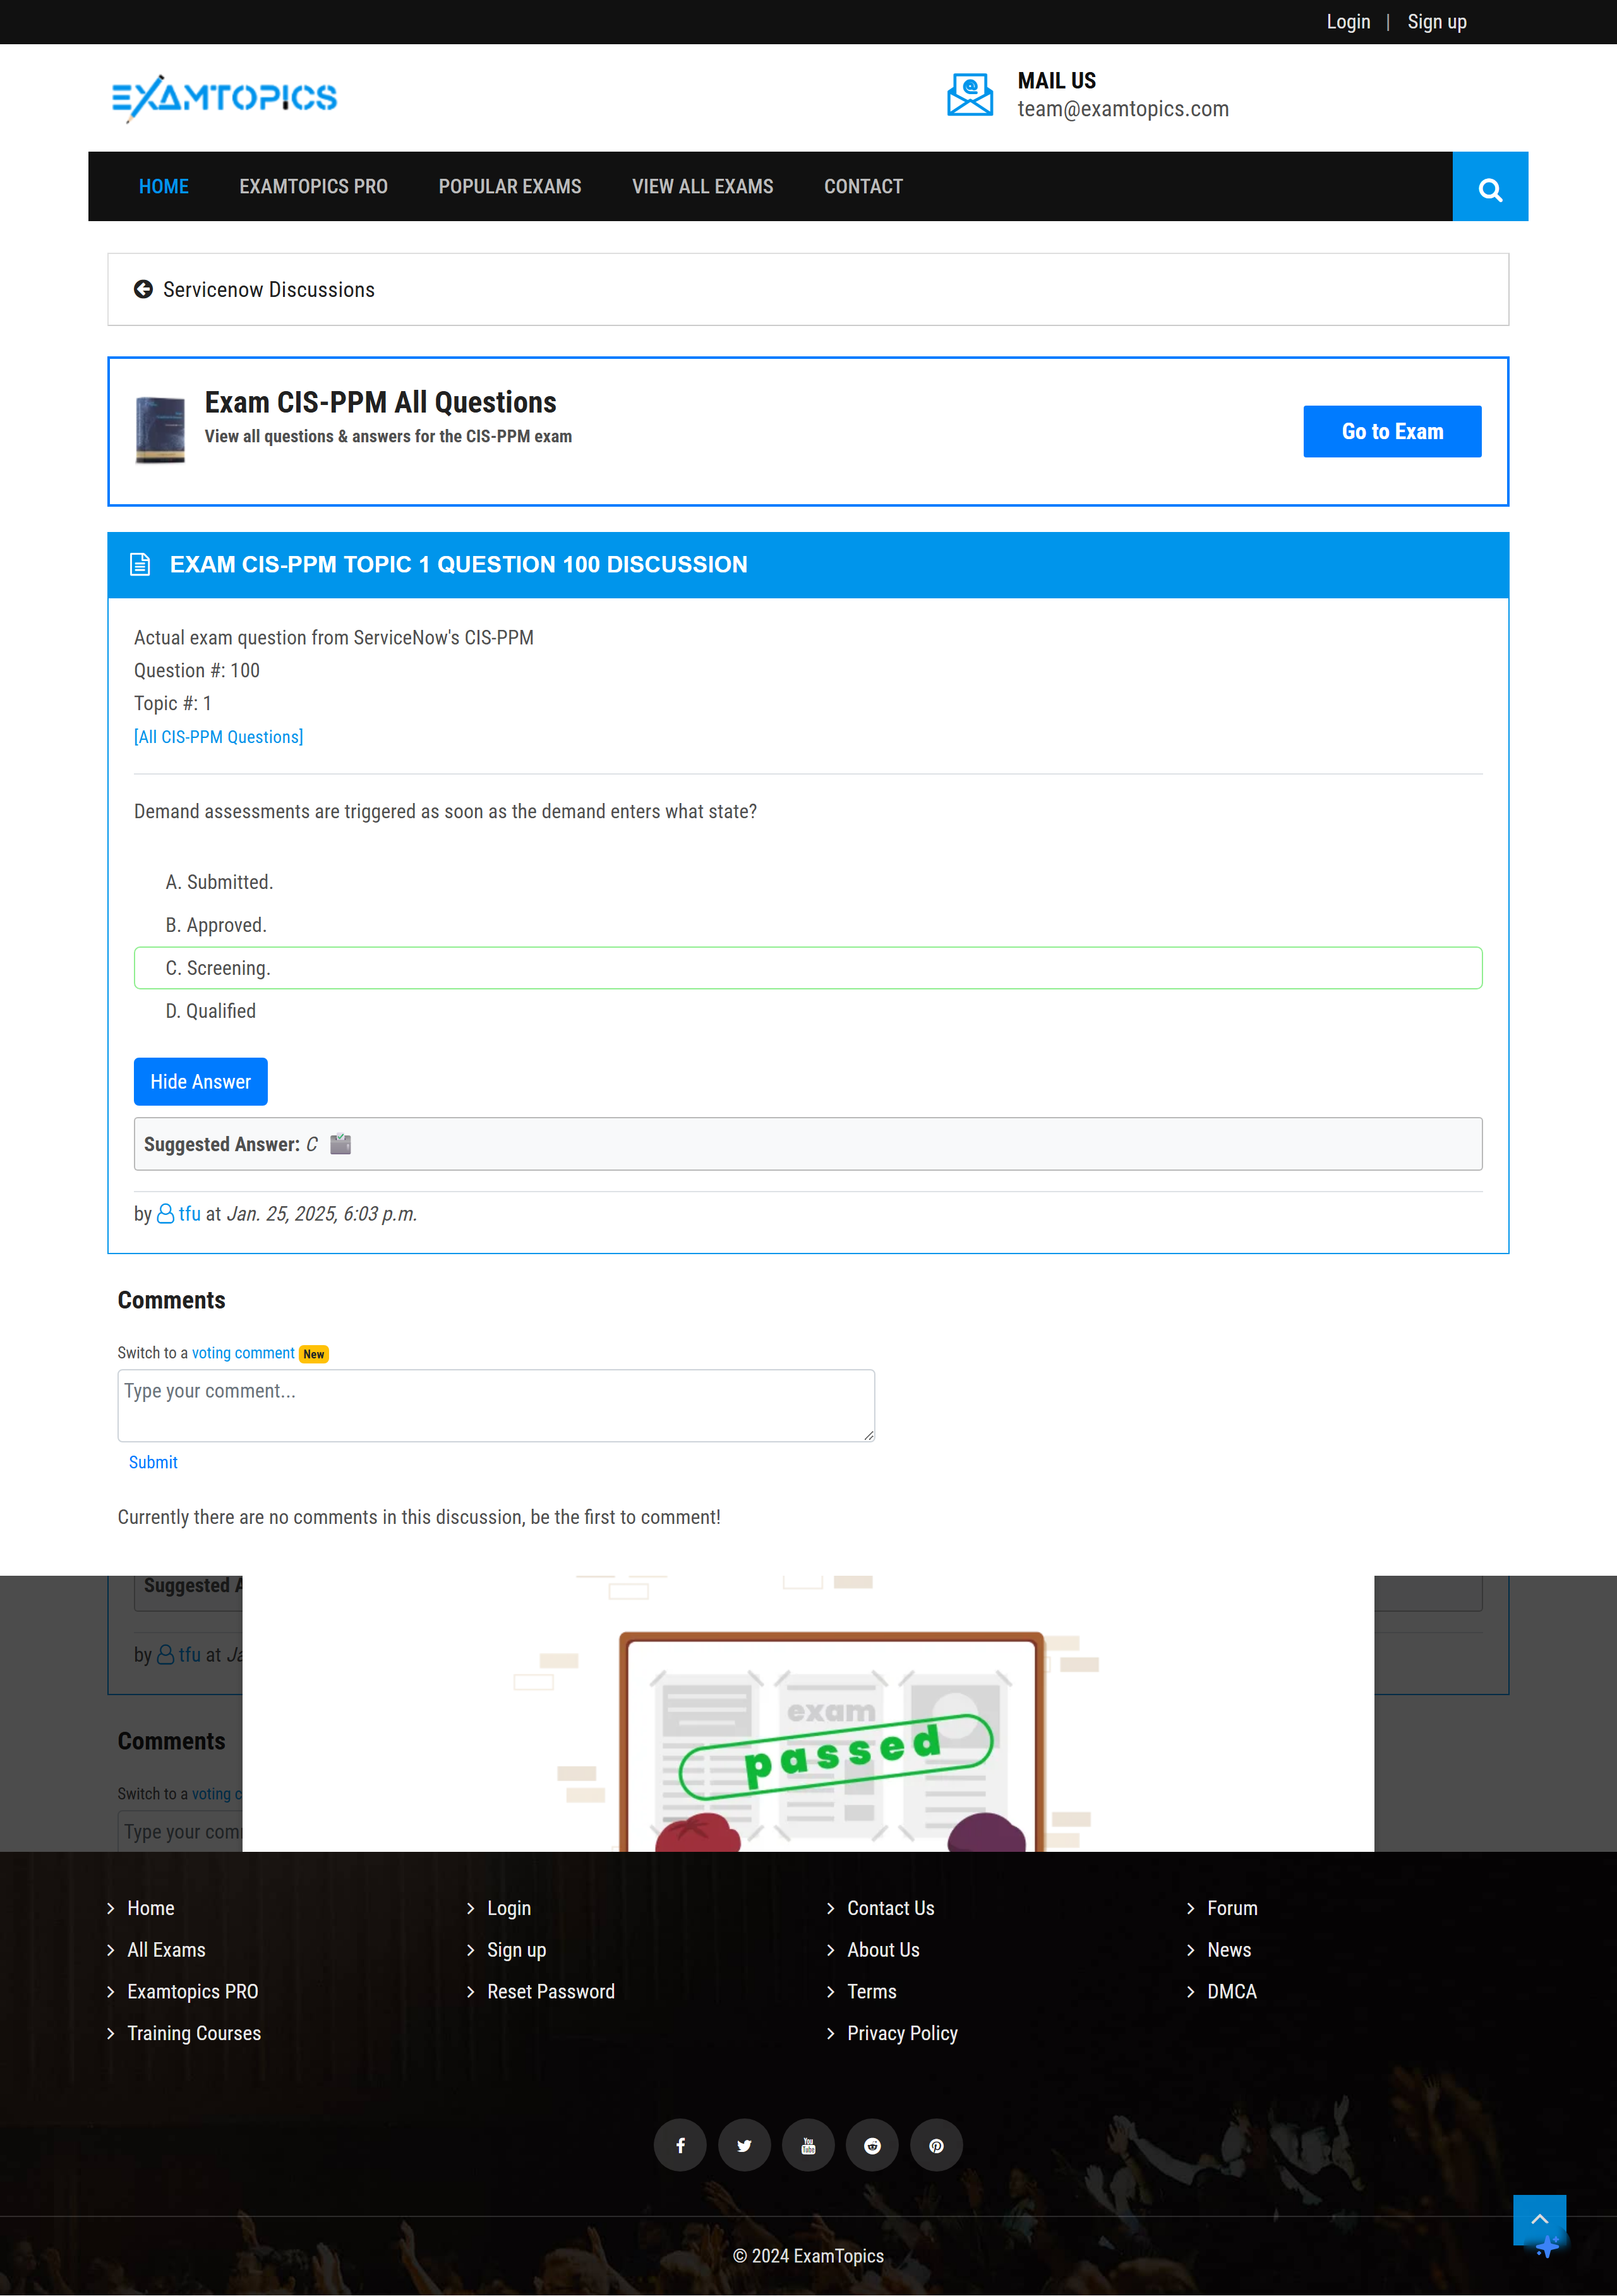 Login | Sign up
EXAMTOPICS
MAIL US
team@examtopics.com
HOME EXAMTOPICS PRO POPULAR EXAMS VIEW ALL EXAMS CONTACT
Servicenow Discussions
Exam CIS-PPM All Questions
View all questions & answers for the CIS-PPM exam
Go to Exam
EXAM CIS-PPM TOPIC 1 QUESTION 100 DISCUSSION
Actual exam question from ServiceNow's CIS-PPM
Question #: 100
Topic #: 1
[All CIS-PPM Questions]
Demand assessments are triggered as soon as the demand enters what state?
A. Submitted.
B. Approved.
C. Screening.
D. Qualified
Hide Answer
Suggested Answer: C
by tfu at Jan. 25, 2025, 6:03 p.m.
Comments
Switch to a voting comment New
Type your comment...
Submit
Currently there are no comments in this discussion, be the first to comment!
Suggested
by tfu at
exam
passed
Comments
Switch to a voting
Type your
Home Login Contact Us Forum
All Exams Sign up About Us News
Examtopics PRO Reset Password Terms DMCA
Training Courses Privacy Policy
You Tube
© 2024 ExamTopics